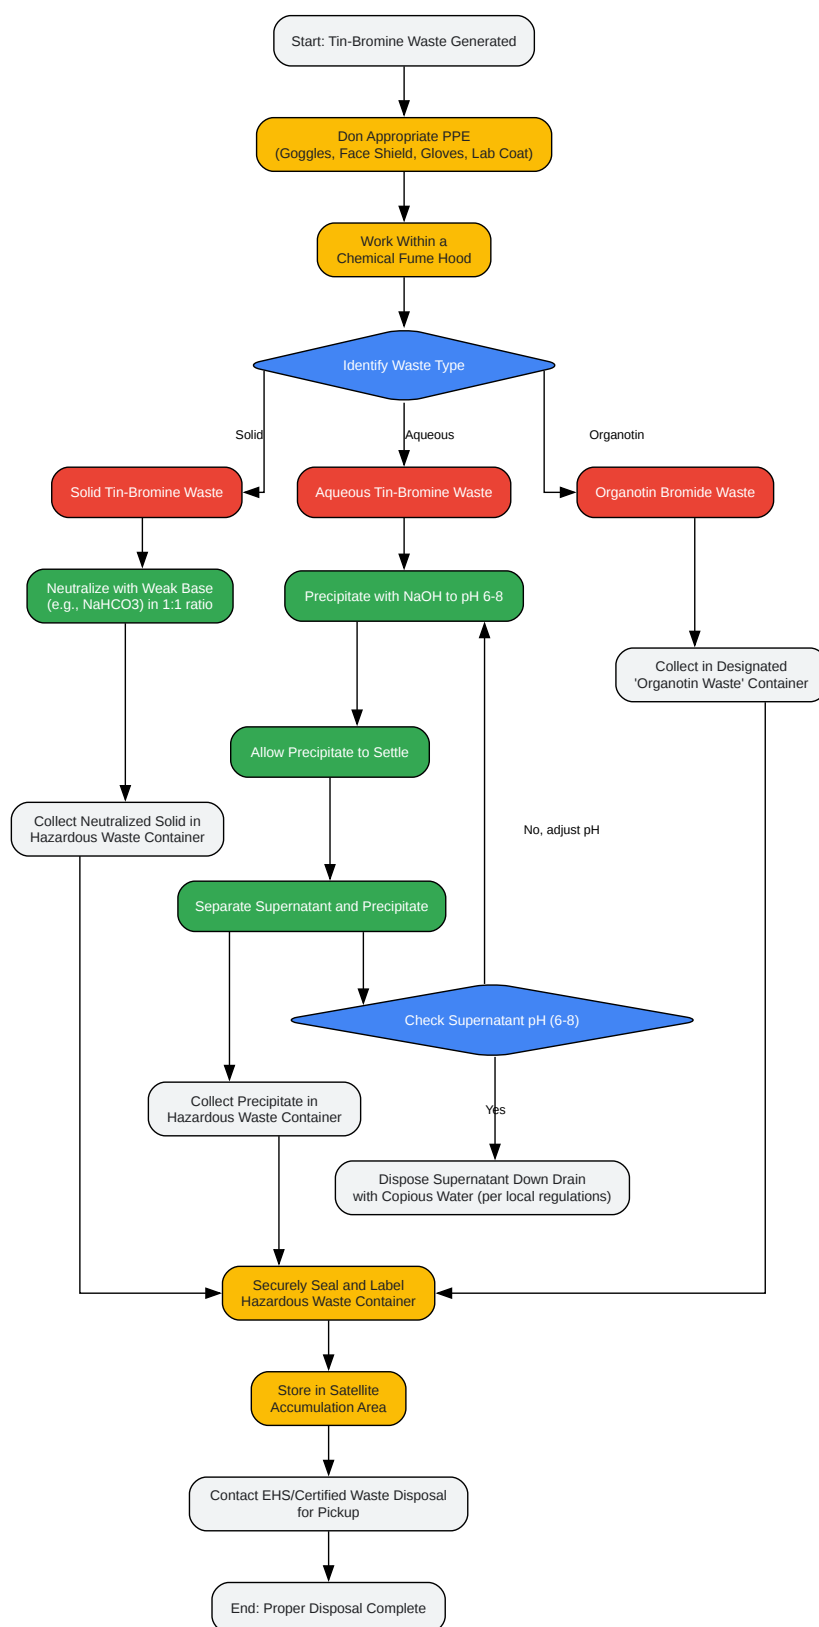 Start: Tin-Bromine Waste Generated
Don Appropriate PPE
(Goggles, Face Shield, Gloves, Lab Coat)
Work Within a
Chemical Fume Hood
Identify Waste Type
Solid
Aqueous
Organotin
Solid Tin-Bromine Waste
Aqueous Tin-Bromine Waste
Organotin Bromide Waste
Neutralize with Weak Base
(e.g., NaHCO3) in 1:1 ratio
Precipitate with NaOH to pH 6-8
Collect in Designated
'Organotin Waste' Container
Allow Precipitate to Settle
Collect Neutralized Solid in
Hazardous Waste Container
No, adjust pH
Separate Supernatant and Precipitate
Check Supernatant pH (6-8)
Collect Precipitate in
Hazardous Waste Container
Yes
Dispose Supernatant Down Drain
with Copious Water (per local regulations)
Securely Seal and Label
Hazardous Waste Container
Store in Satellite
Accumulation Area
Contact EHS/Certified Waste Disposal
for Pickup
End: Proper Disposal Complete